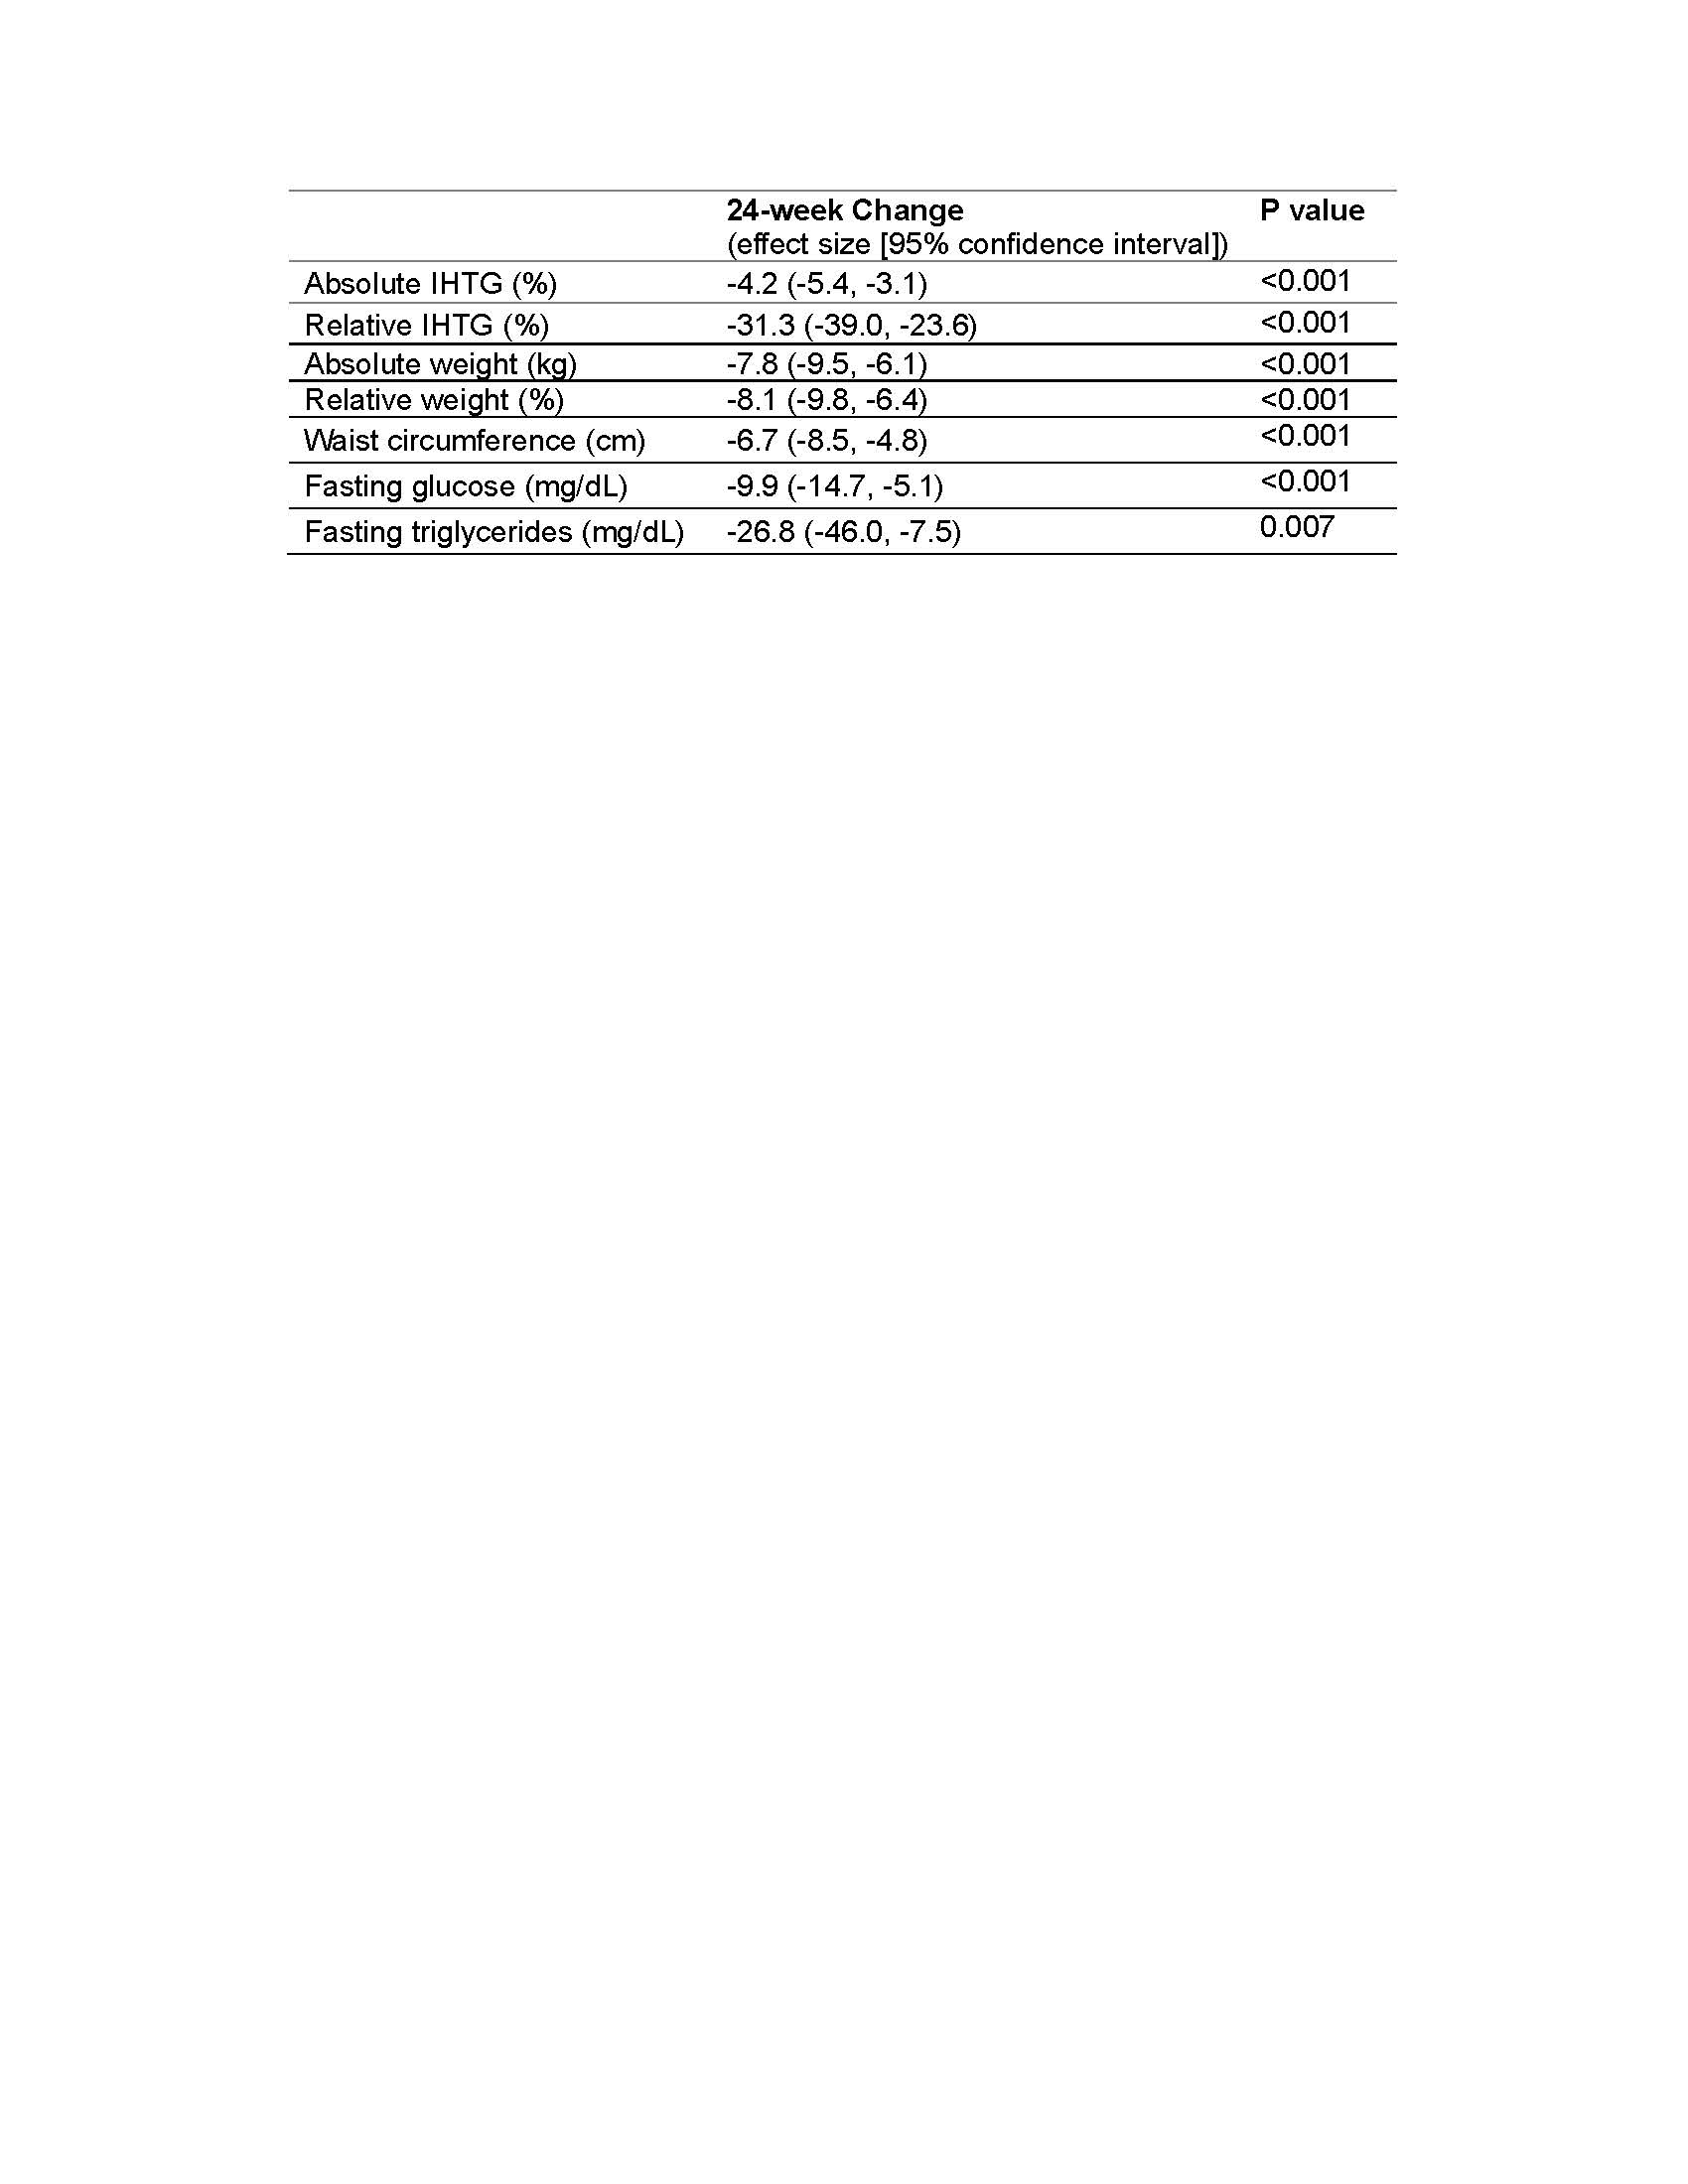 24-week Change P value
(effect size [95% confidence interval])
Absolute IHTG (%) -4.2 (-5.4, -3.1) <0.001
Relative IHTG (%) -31.3 (-39.0, -23.6) <0.001
Absolute weight (kg) -7.8 (-9.5, -6.1) <0.001
Relative weight (%) -8.1 (-9.8, -6.4) <0.001
Waist circumference (cm) -6.7 (-8.5, -4.8) <0.001
Fasting glucose (mg/dL) -9.9 (-14.7, -5.1) <0.001
Fasting triglycerides (mg/dL) -26.8 (-46.0, -7.5) 0.007